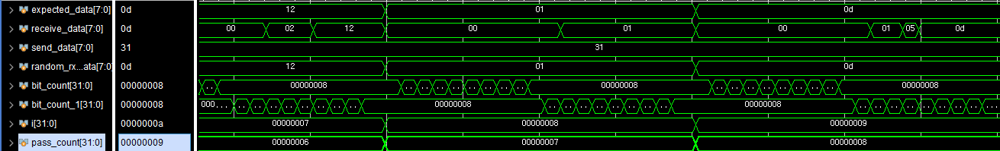 expected_data[7:0] 0d 12 01 0d
receive_data[7:0] 0d 00 02 12 00 01 00 01 05 0d
send_data[7:0] 31 31
random_rx...ata[7:0] 0d 12 01 0d
bit_count[31:0] 00000008 .. 00000008 .. .. .. .. .. .. .. .. 00000008 .. .. .. .. .. .. .. .. 00000008
bit_count_1[31:0] 00000008 000... .. .. .. .. .. .. .. .. 00000008 .. .. .. .. .. .. .. .. 00000008 .. .. .. .. .. .. .. ..
i[31:0] 0000000a 00000007 00000008 00000009
pass_count[31:0] 00000009 00000006 00000007 00000008